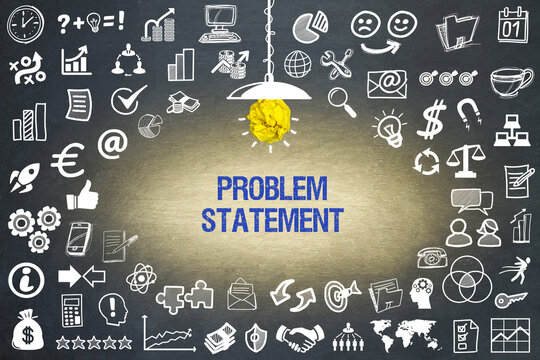 ? + ! =
01
@
$
€
@
PROBLEM
STATEMENT
i
!
$